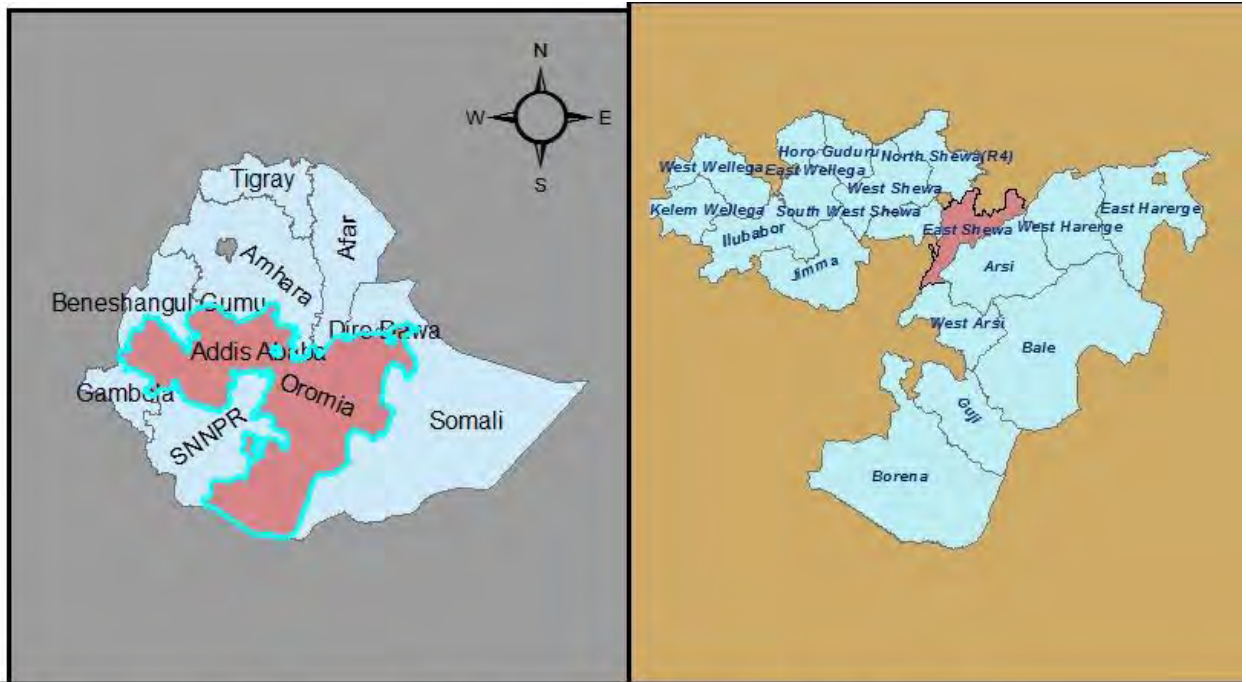 N
W
E
S
Tigray
Afar
Amhara
Beneshangul Gumu
Dire Dawa
Addis Ababa
Oromia
Gambela
SNNPR
Somali
Horo Guduru
North Shewa(R4)
West Wellega
East Wellega
West Shewa
Kelem Wellega
South West Shewa
East Harerge
Ilubabor
East Shewa
West Harerge
Jimma
Arsi
West Arsi
Bale
Guji
Borena